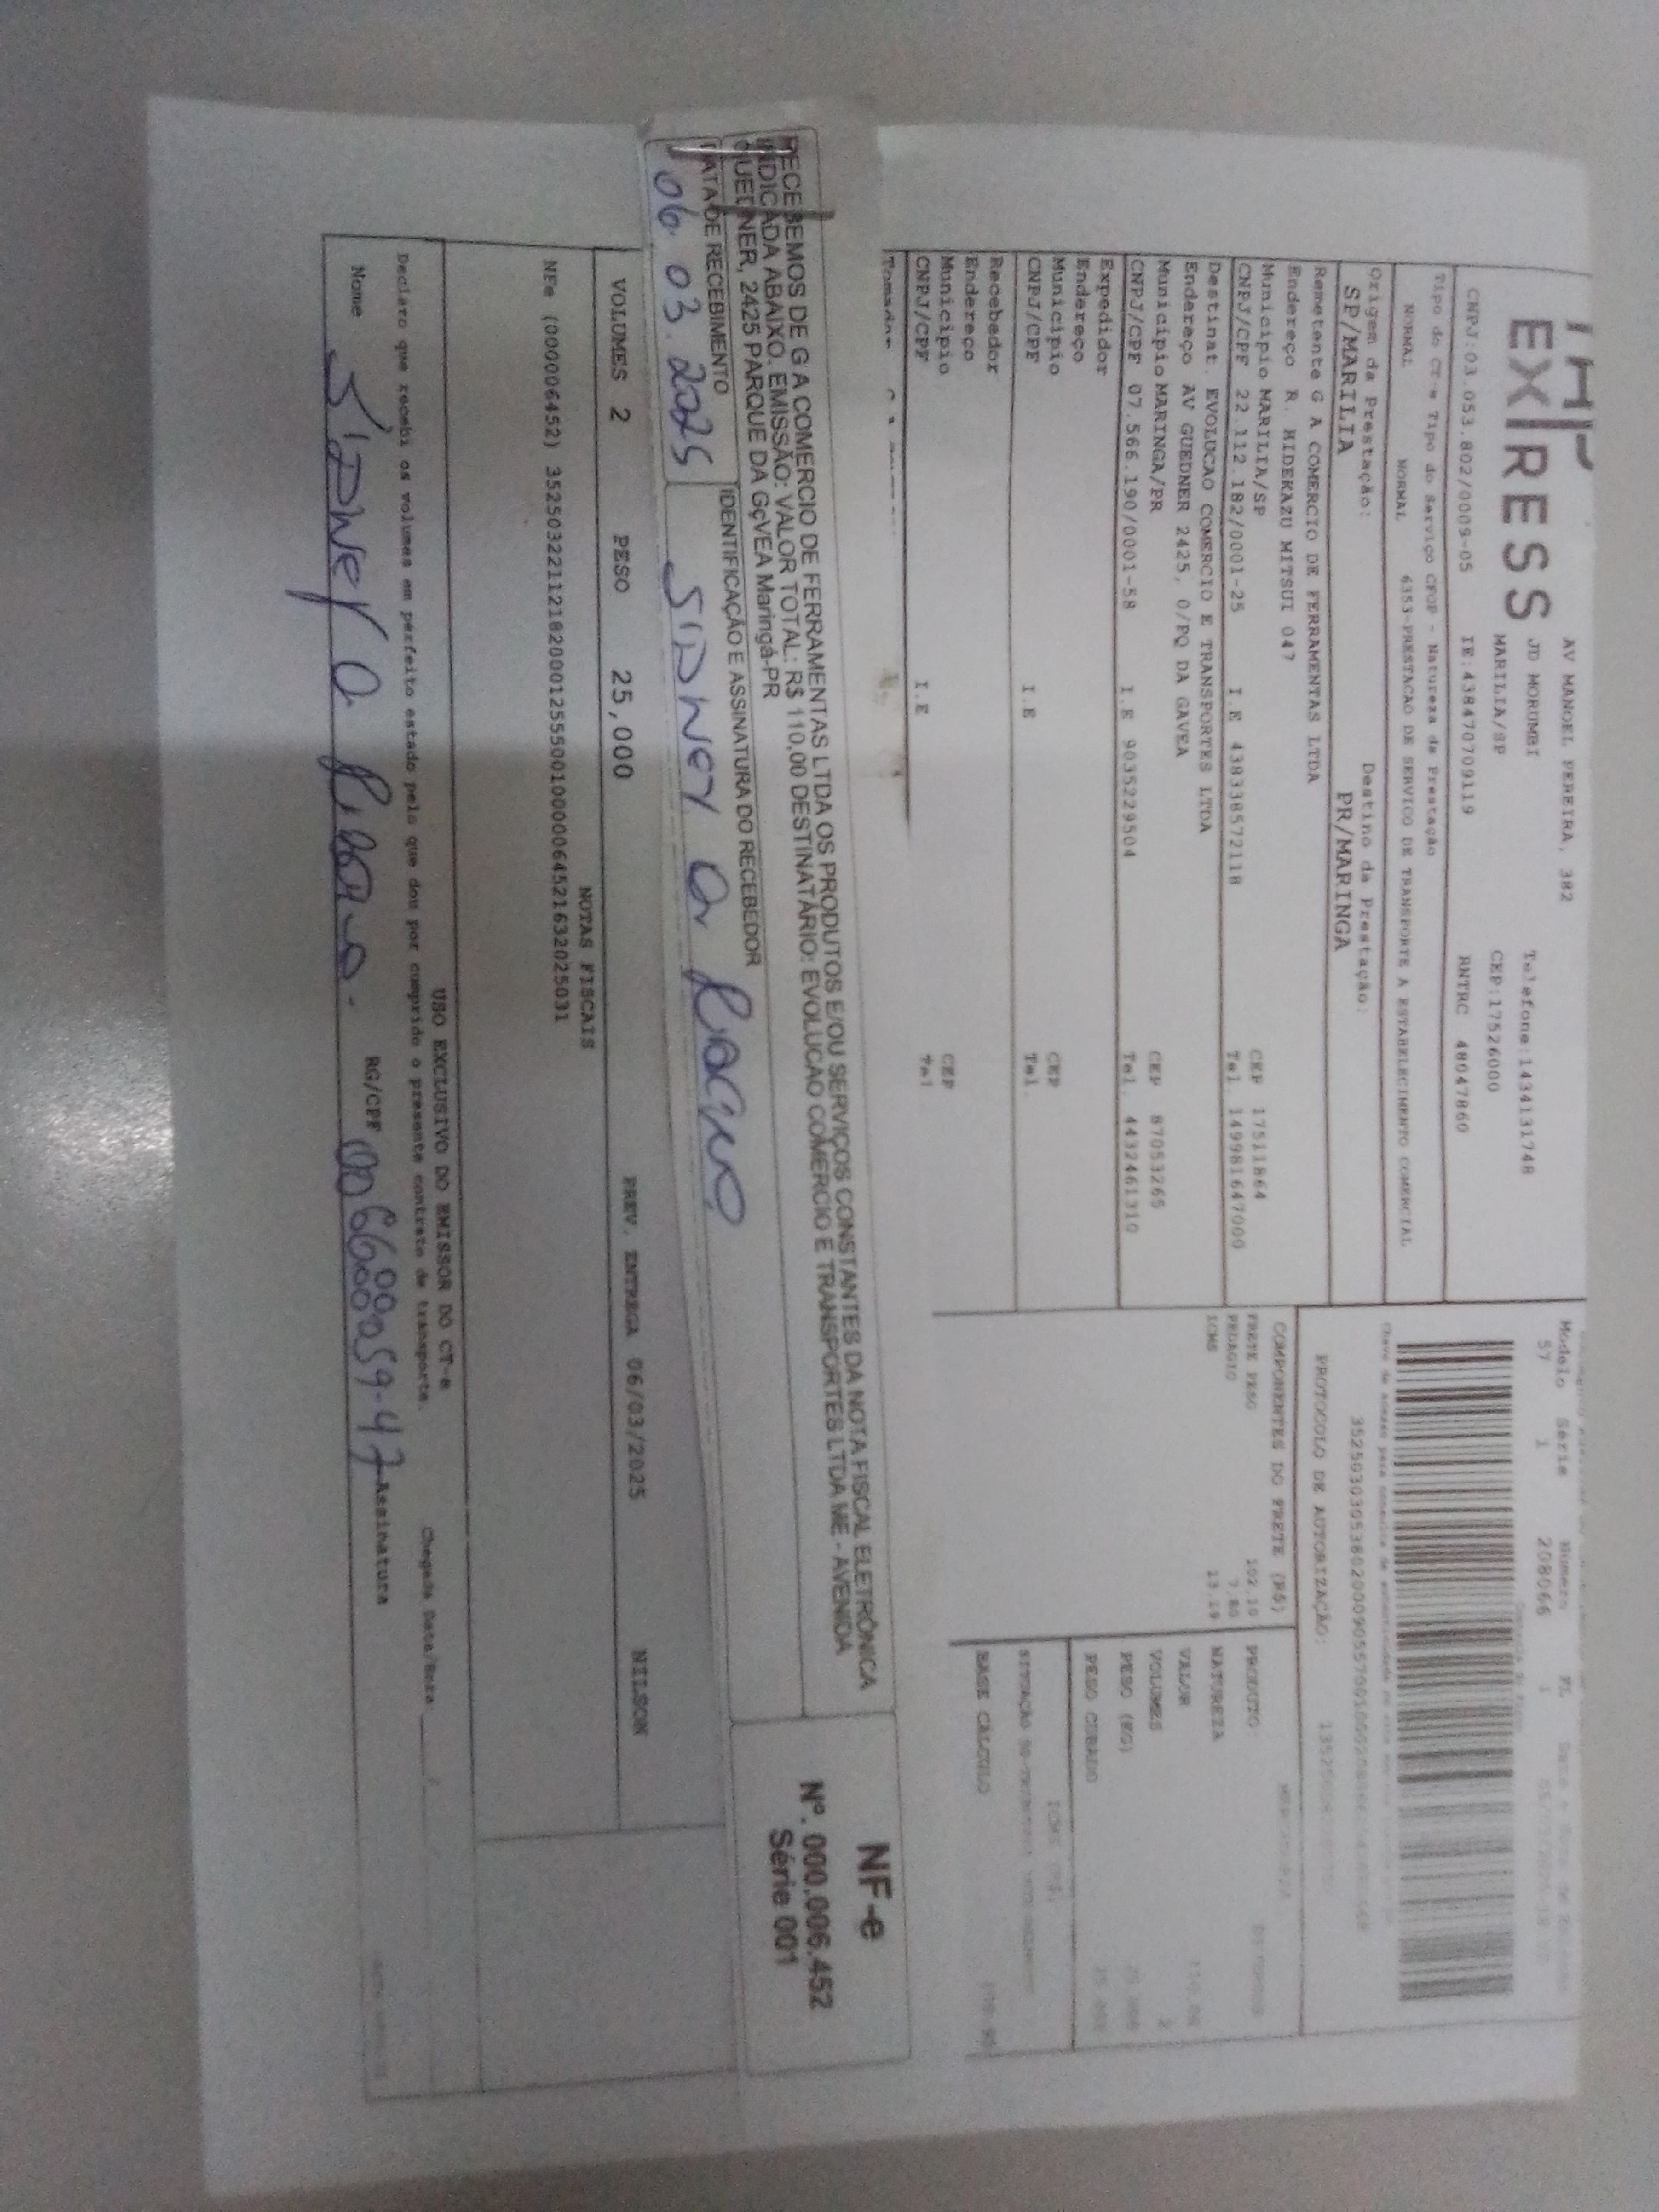 EXPRESS
AV MANOEL PEREIRA, 382
JD MORUMBI Telefone:1434131748
MARILIA/SP CEP:17526000
CNPJ:03.053.802/0009-05 IE:438470709119 RNTRC 48047860
Tipo do CT-e Tipo do Serviço CFOP - Natureza da Prestação
NORMAL NORMAL 6353-PRESTACAO DE SERVICO DE TRANSPORTE A ESTABELECIMENTO COMERCIAL
Origem da Prestação: Destino da Prestação:
SP/MARILIA PR/MARINGA
Remetente G A COMERCIO DE FERRAMENTAS LTDA
Endereço R. HIDEKAZU MITSUI 047
Município MARILIA/SP CEP 17511864
CNPJ/CPF 22.112.182/0001-25 I.E 438338572118 Tel. 149981647000
Destinat. EVOLUCAO COMERCIO E TRANSPORTES LTDA
Endereço AV GUEDNER 2425, 0/PQ DA GAVEA
Município MARINGA/PR CEP 87053265
CNPJ/CPF 07.566.190/0001-58 I.E 9035229504 Tel. 4432461310
Expedidor
Endereço
Município CEP
CNPJ/CPF I.E Tel.
Recebador
Endereço
Município CEP
CNPJ/CPF I.E Tel
Modelo Série Número FL
57 1 208066 1
PROTOCOLO DE AUTORIZAÇÃO:
COMPONENTES DO FRETE (R$)
FRETE PESO 102.10
PEDAGIO 7.80
ICMS 13.19
PRODUTO
NATUREZA
VALOR
VOLUMES
PESO (KG)
PESO CUBADO
BASE CALCULO
RECEBEMOS DE G A COMERCIO DE FERRAMENTAS LTDA OS PRODUTOS E/OU SERVIÇOS CONSTANTES DA NOTA FISCAL ELETRÔNICA
INDICADA ABAIXO. EMISSÃO: VALOR TOTAL: R$ 110,00 DESTINATÁRIO: EVOLUCAO COMERCIO E TRANSPORTES LTDA ME - AVENIDA
GUEDNER, 2425 PARQUE DA GçVEA Maringá-PR
DATA DE RECEBIMENTO IDENTIFICAÇÃO E ASSINATURA DO RECEBEDOR
06.03.2025 SIDNEY
NF-e
Nº. 000.006.452
Série 001
VOLUMES 2 PESO 25,000 PREV. ENTREGA 06/03/2025 NILSON
NOTAS FISCAIS
NFe (000006452) 35250322112182000125550010000064521632025031
USO EXCLUSIVO DO EMISSOR DO CT-e
Declaro que recebi os volumes em perfeito estado pelo que dou por cumprido o presente contrato de transporte. Chegada Data/Hora
Nome SIDNEY RG/CPF Assinatura